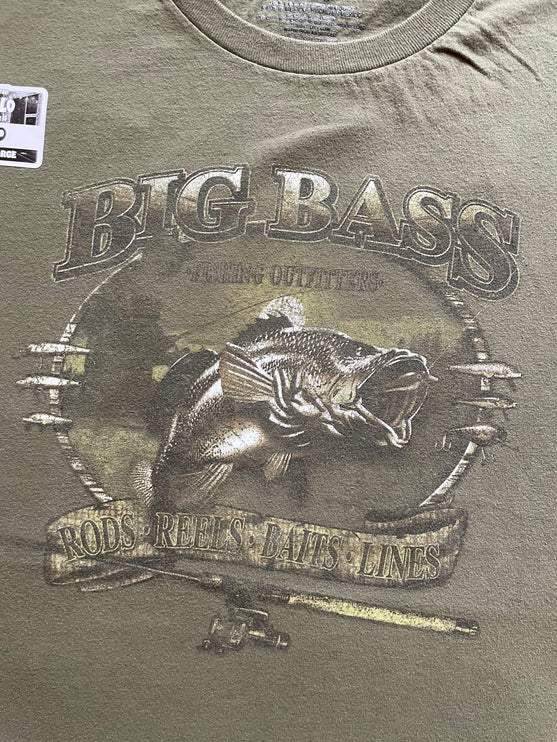 BIG BASS
•FISHING OUTFITTERS•
RODS • REELS • BAITS • LINES